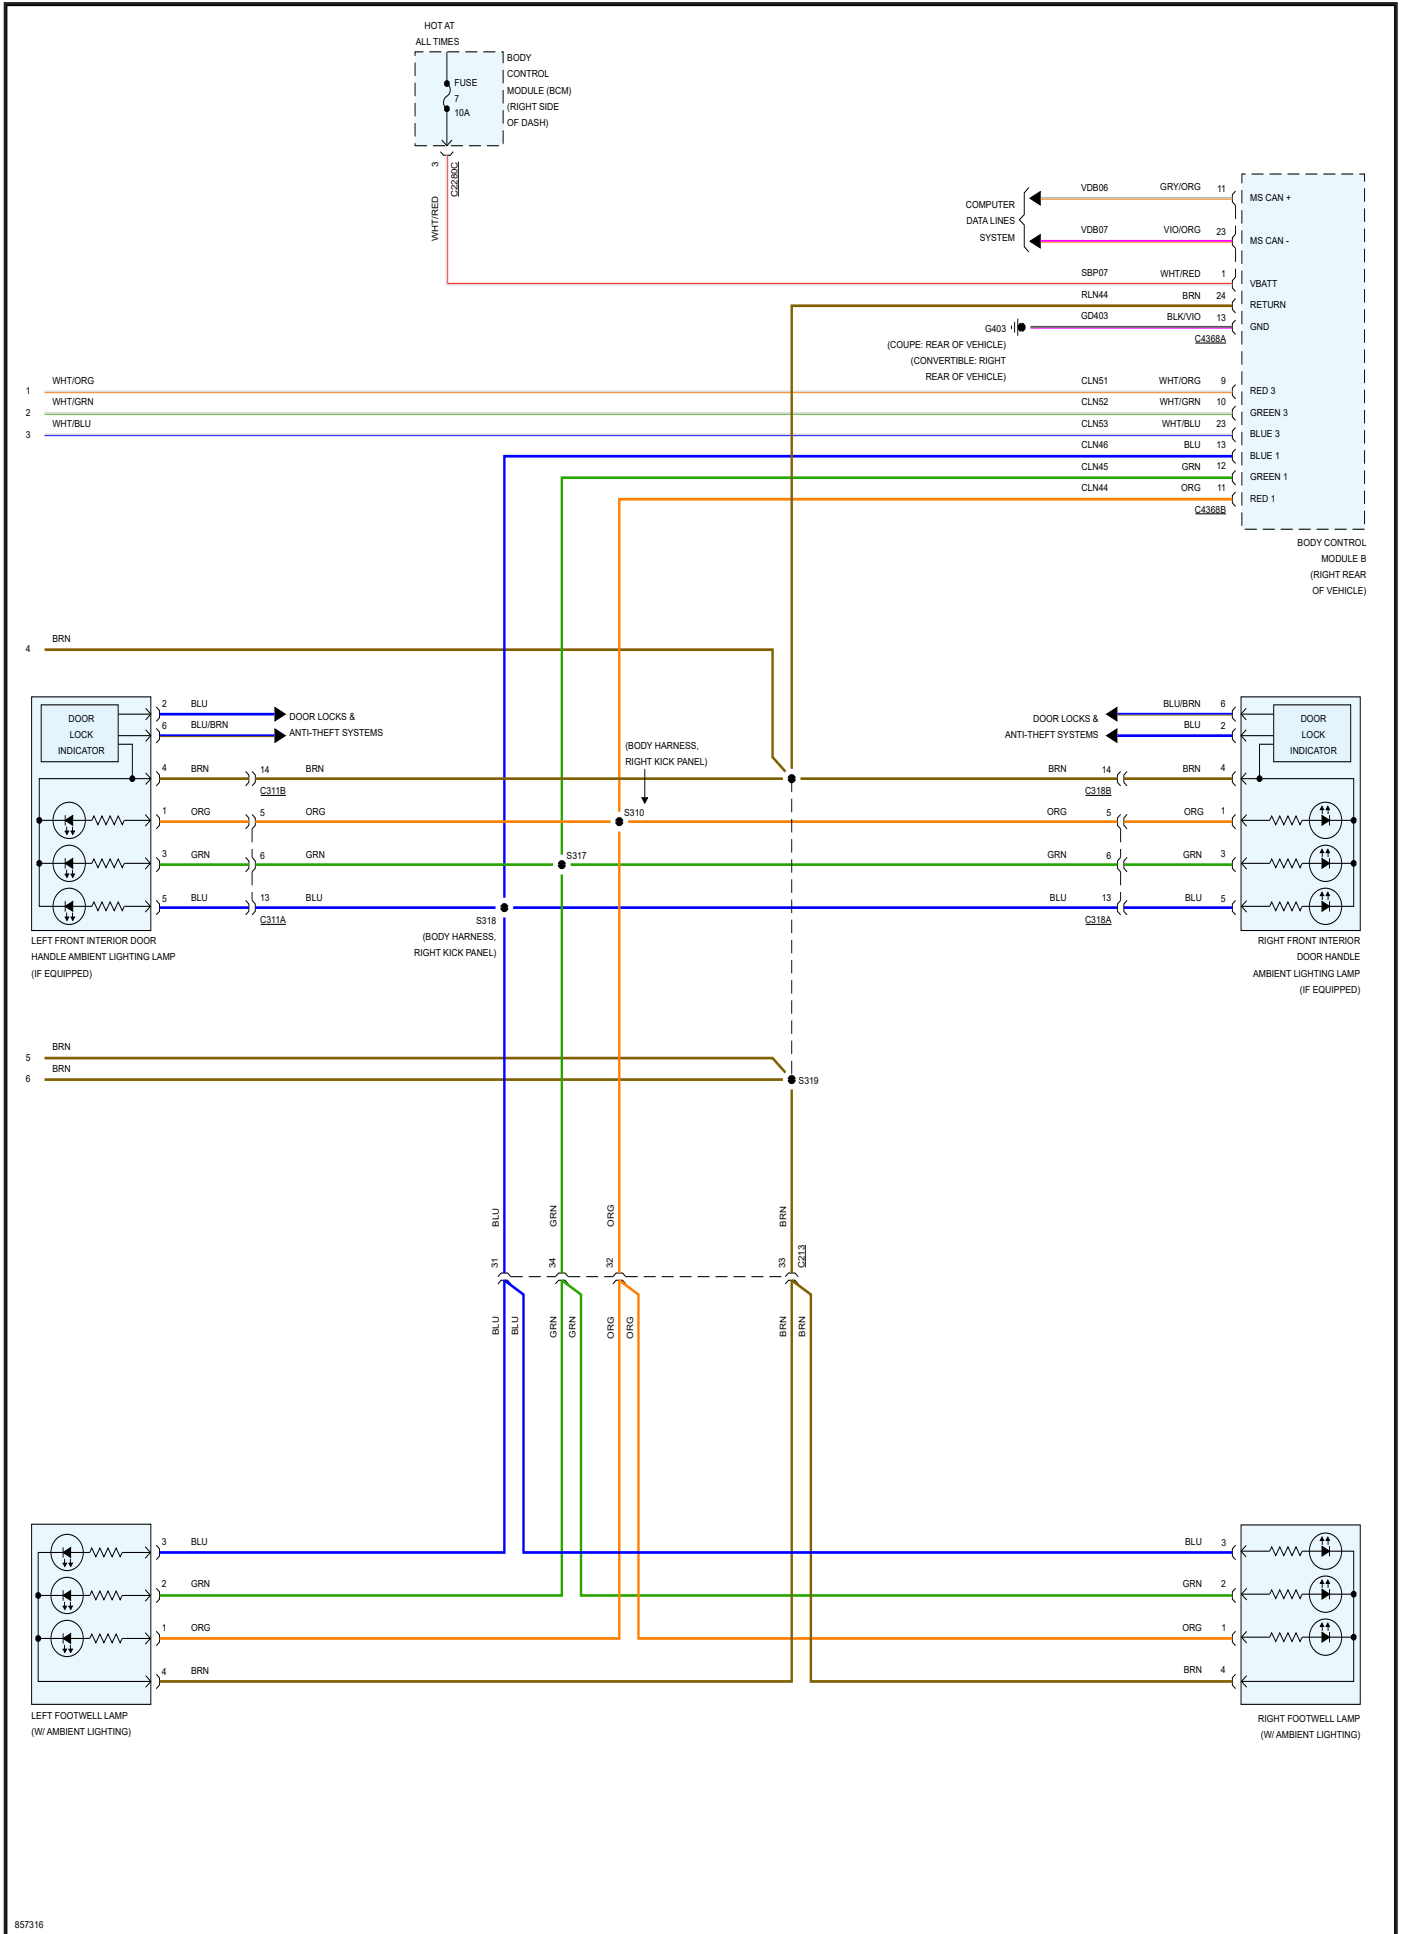 HOT AT
ALL TIMES
BODY
CONTROL
MODULE (BCM)
(RIGHT SIDE
OF DASH)
FUSE
7
10A
3
C2280C
WHT/RED
COMPUTER
DATA LINES
SYSTEM
VDB06 GRY/ORG 11 MS CAN +
VDB07 VIO/ORG 23 MS CAN -
SBP07 WHT/RED 1 VBATT
RLN44 BRN 24 RETURN
GD403 BLK/VIO 13 GND
C4368A
G403
(COUPE: REAR OF VEHICLE)
(CONVERTIBLE: RIGHT
REAR OF VEHICLE)
1 WHT/ORG CLN51 WHT/ORG 9 RED 3
2 WHT/GRN CLN52 WHT/GRN 10 GREEN 3
3 WHT/BLU CLN53 WHT/BLU 23 BLUE 3
CLN46 BLU 13 BLUE 1
CLN45 GRN 12 GREEN 1
CLN44 ORG 11 RED 1
C4368B
BODY CONTROL
MODULE B
(RIGHT REAR
OF VEHICLE)
4 BRN
DOOR
LOCK
INDICATOR
2 BLU
6 BLU/BRN
DOOR LOCKS &
ANTI-THEFT SYSTEMS
4 BRN 14 BRN
C311B
1 ORG 5 ORG
3 GRN 6 GRN
5 BLU 13 BLU
C311A
LEFT FRONT INTERIOR DOOR
HANDLE AMBIENT LIGHTING LAMP
(IF EQUIPPED)
(BODY HARNESS,
RIGHT KICK PANEL)
S310
S317
S318
(BODY HARNESS,
RIGHT KICK PANEL)
DOOR LOCKS &
ANTI-THEFT SYSTEMS
BLU/BRN 6
BLU 2
DOOR
LOCK
INDICATOR
BRN 14 BRN 4
C318B
ORG 5 ORG 1
GRN 6 GRN 3
BLU 13 BLU 5
C318A
RIGHT FRONT INTERIOR
DOOR HANDLE
AMBIENT LIGHTING LAMP
(IF EQUIPPED)
5 BRN
6 BRN
S319
BLU GRN ORG BRN
31 34 32 33 C213
BLU BLU GRN GRN ORG ORG BRN BRN
3 BLU
2 GRN
1 ORG
4 BRN
LEFT FOOTWELL LAMP
(W/ AMBIENT LIGHTING)
BLU 3
GRN 2
ORG 1
BRN 4
RIGHT FOOTWELL LAMP
(W/ AMBIENT LIGHTING)
857316